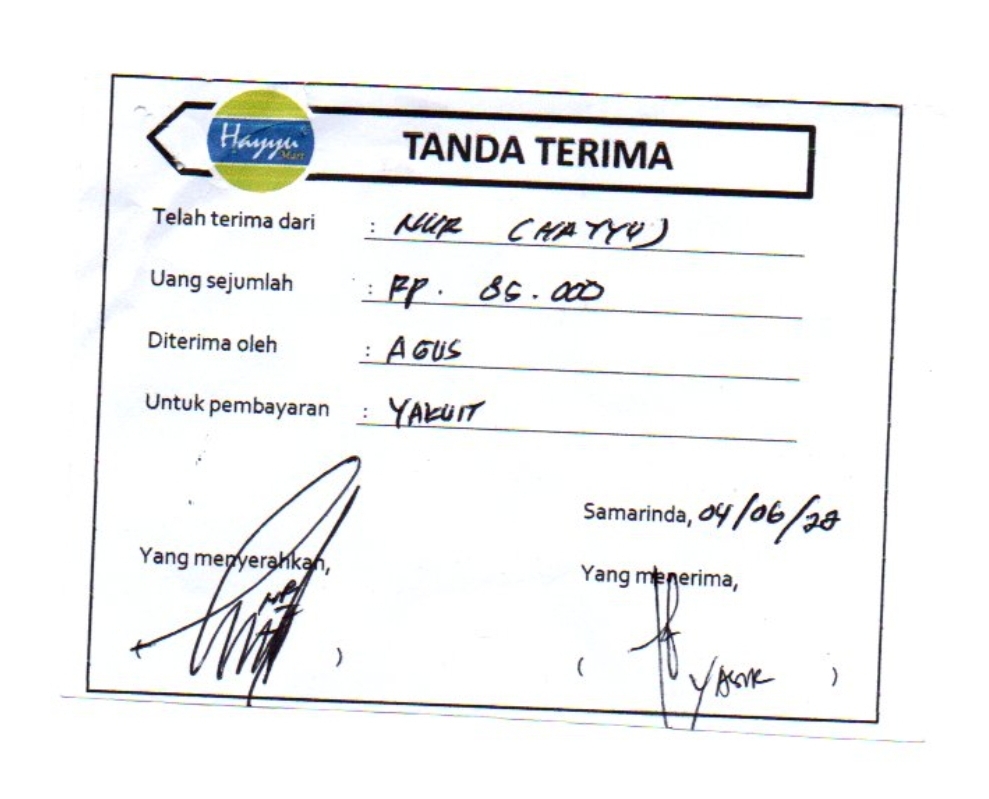 Hayyu
Mart
TANDA TERIMA
Telah terima dari : NUR (HAYYU)
Uang sejumlah : RP. 85.000
Diterima oleh : AGUS
Untuk pembayaran : YAKULT
Samarinda, 04/06/20
Yang menyerahkan,
Yang menerima,
)
( )